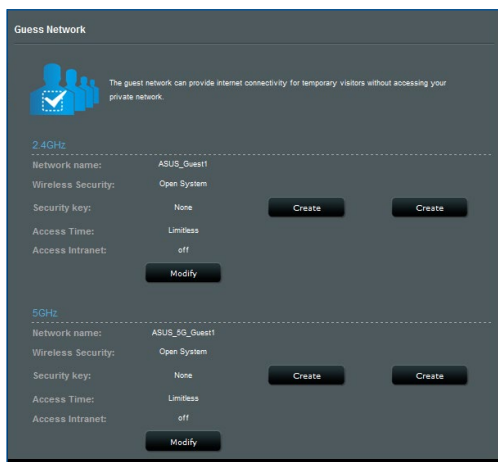 Guess Network
The guest network can provide internet connectivity for temporary visitors without accessing your
private network.
2.4GHz
Network name: ASUS_Guest1
Wireless Security: Open System
Security key: None Create Create
Access Time: Limitless
Access Intranet: off
Modify
5GHz
Network name: ASUS_5G_Guest1
Wireless Security: Open System
Security key: None Create Create
Access Time: Limitless
Access Intranet: off
Modify